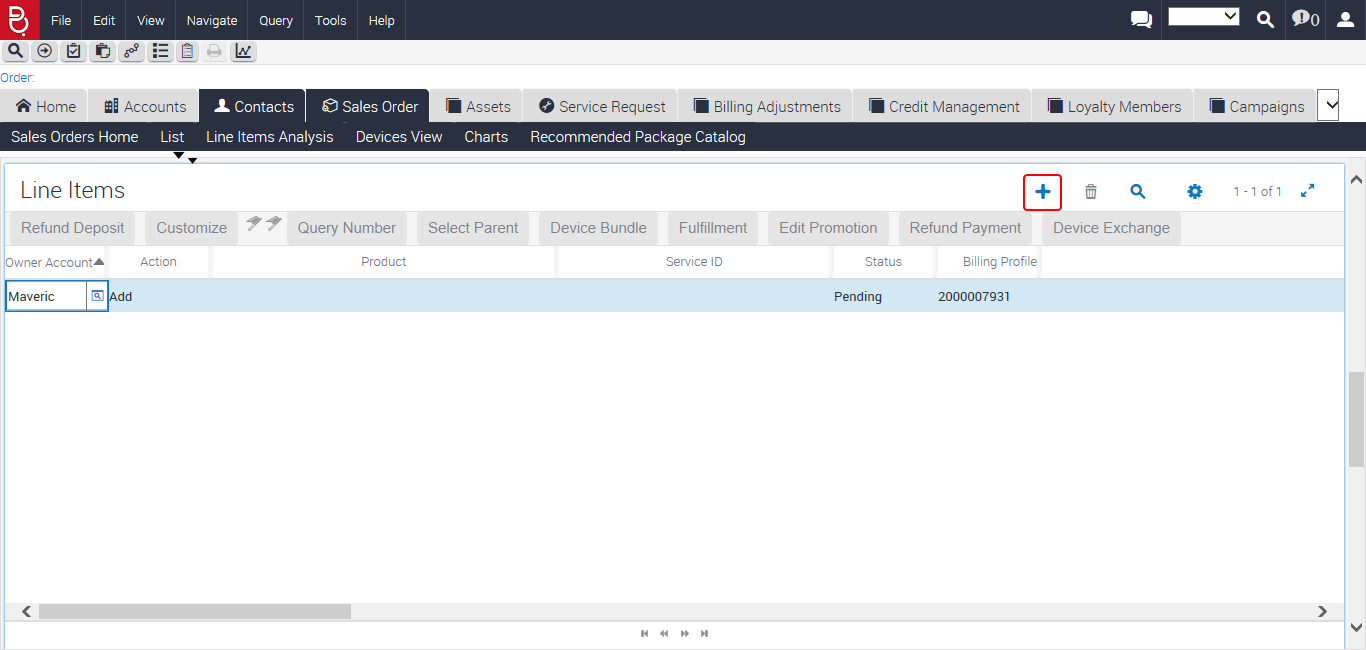 File Edit View Navigate Query Tools Help 0
Order:
Home Accounts Contacts Sales Order Assets Service Request Billing Adjustments Credit Management Loyalty Members Campaigns
Sales Orders Home List Line Items Analysis Devices View Charts Recommended Package Catalog
Line Items 1 - 1 of 1
Refund Deposit Customize Query Number Select Parent Device Bundle Fulfillment Edit Promotion Refund Payment Device Exchange
Owner Account Action Product Service ID Status Billing Profile
Maveric Add Pending 2000007931